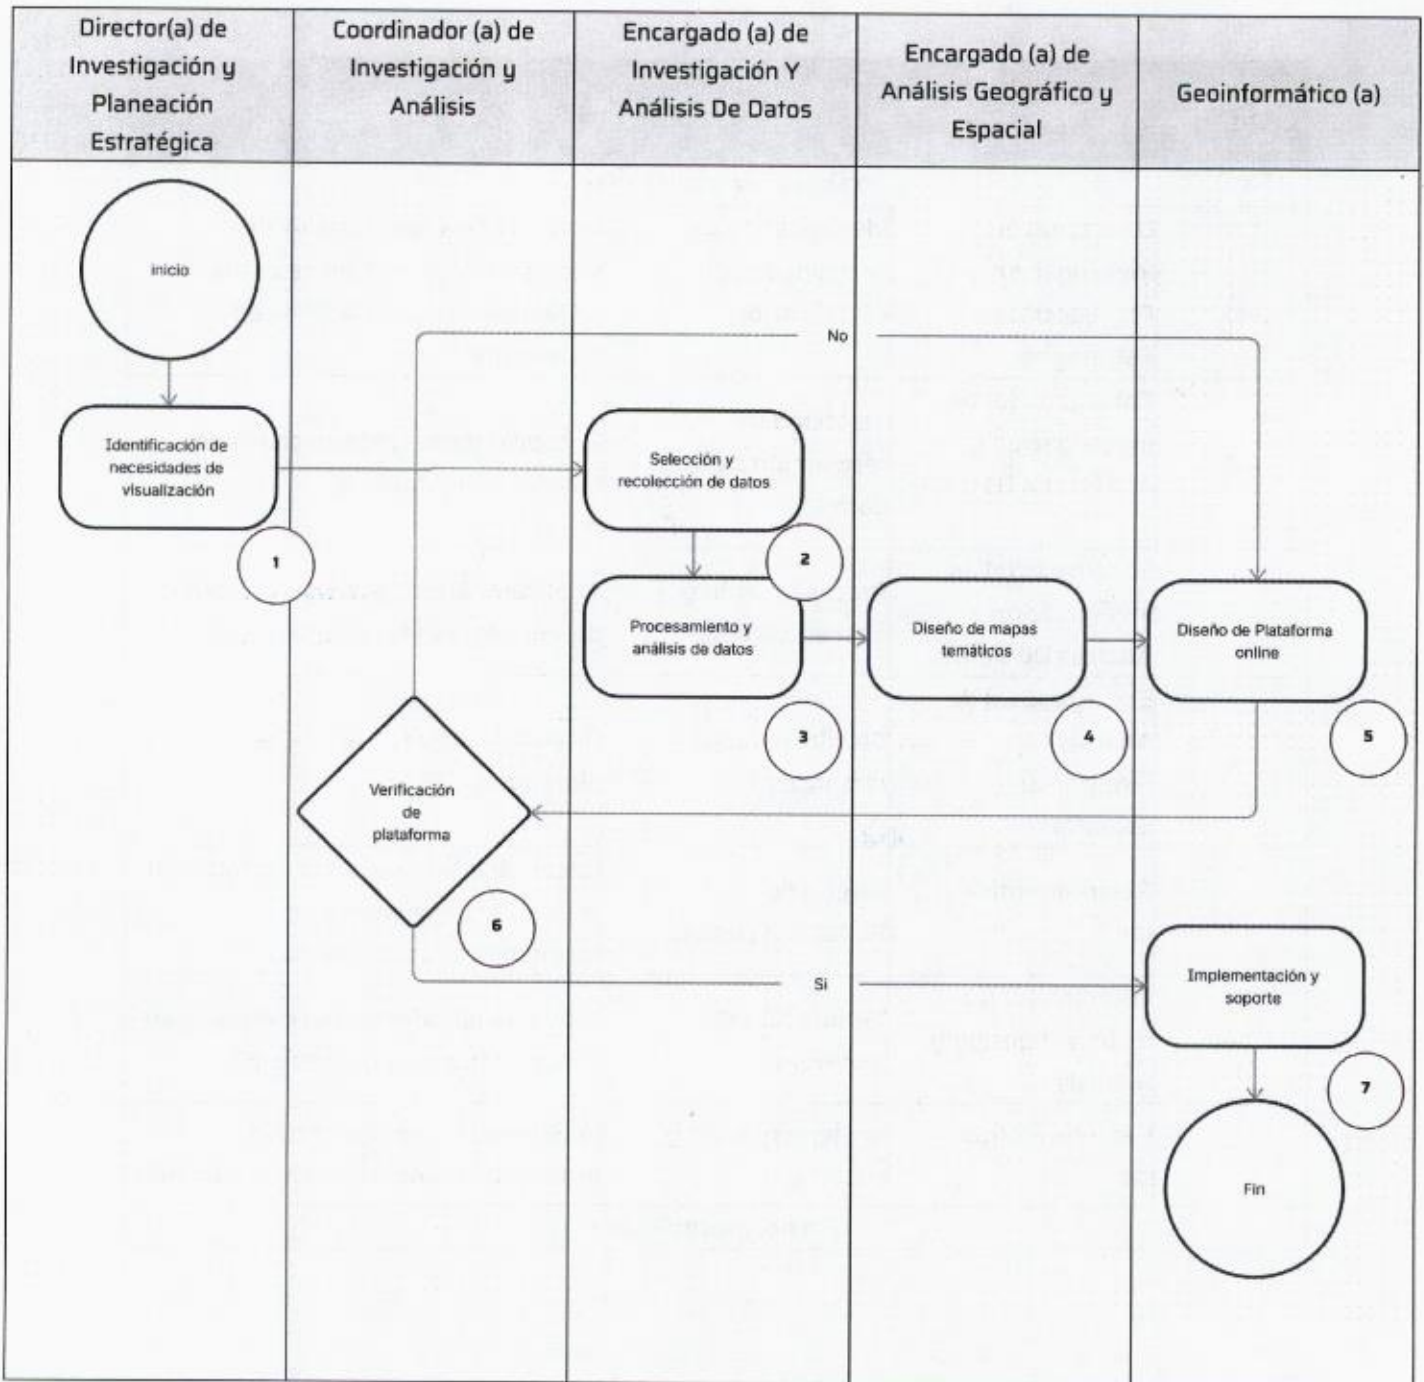 Director(a) de
Investigación y
Planeación
Estratégica
Coordinador (a) de
Investigación y
Análisis
Encargado (a) de
Investigación Y
Análisis De Datos
Encargado (a) de
Análisis Geográfico y
Espacial
Geoinformático (a)
Inicio
No
Identificación de
necesidades de
visualización
1
Selección y
recolección de datos
2
Procesamiento y
análisis de datos
3
Diseño de mapas
temáticos
4
Diseño de Plataforma
online
5
Verificación
de
plataforma
6
Si
Implementación y
soporte
7
Fin